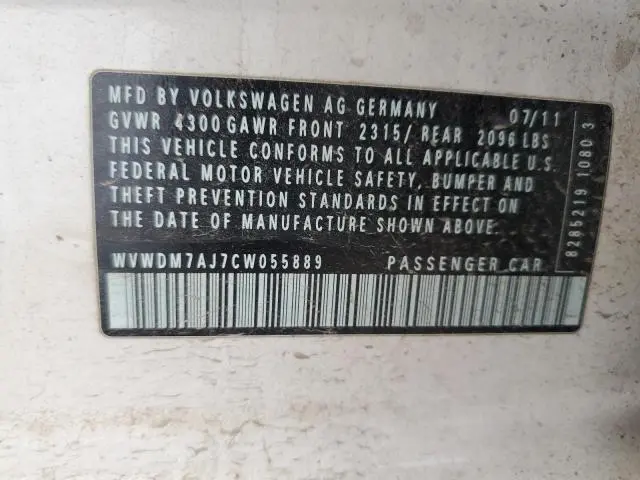 MFD BY VOLKSWAGEN AG GERMANY 07/11
GVWR 4300 GAWR FRONT 2315/ REAR 2096 LBS
THIS VEHICLE CONFORMS TO ALL APPLICABLE U.S.
FEDERAL MOTOR VEHICLE SAFETY, BUMPER AND
THEFT PREVENTION STANDARDS IN EFFECT ON
THE DATE OF MANUFACTURE SHOWN ABOVE.
WVWDM7AJ7CW055889 PASSENGER CAR
8285219 1080 3